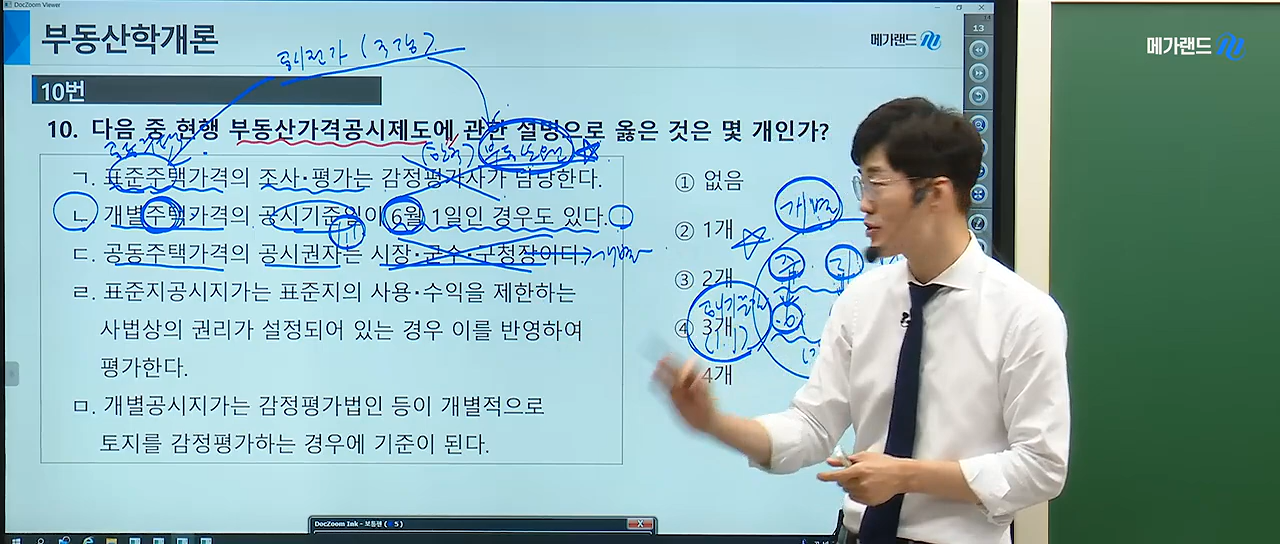 DocZoom Viewer
부동산학개론
메가랜드
13
메가랜드
10번
10. 다음 중 현행 부동산가격공시제도에 관한 설명으로 옳은 것은 몇 개인가?
ㄱ. 표준주택가격의 조사·평가는 감정평가사가 담당한다.
ㄴ. 개별주택가격의 공시기준일이 6월 1일인 경우도 있다.
ㄷ. 공동주택가격의 공시권자는 시장·군수·구청장이다.
ㄹ. 표준지공시지가는 표준지의 사용·수익을 제한하는
사법상의 권리가 설정되어 있는 경우 이를 반영하여
평가한다.
ㅁ. 개별공시지가는 감정평가법인 등이 개별적으로
토지를 감정평가하는 경우에 기준이 된다.
① 없음
② 1개
③ 2개
④ 3개
4개
개별
DocZoom Ink - 보통펜 ( 5 )